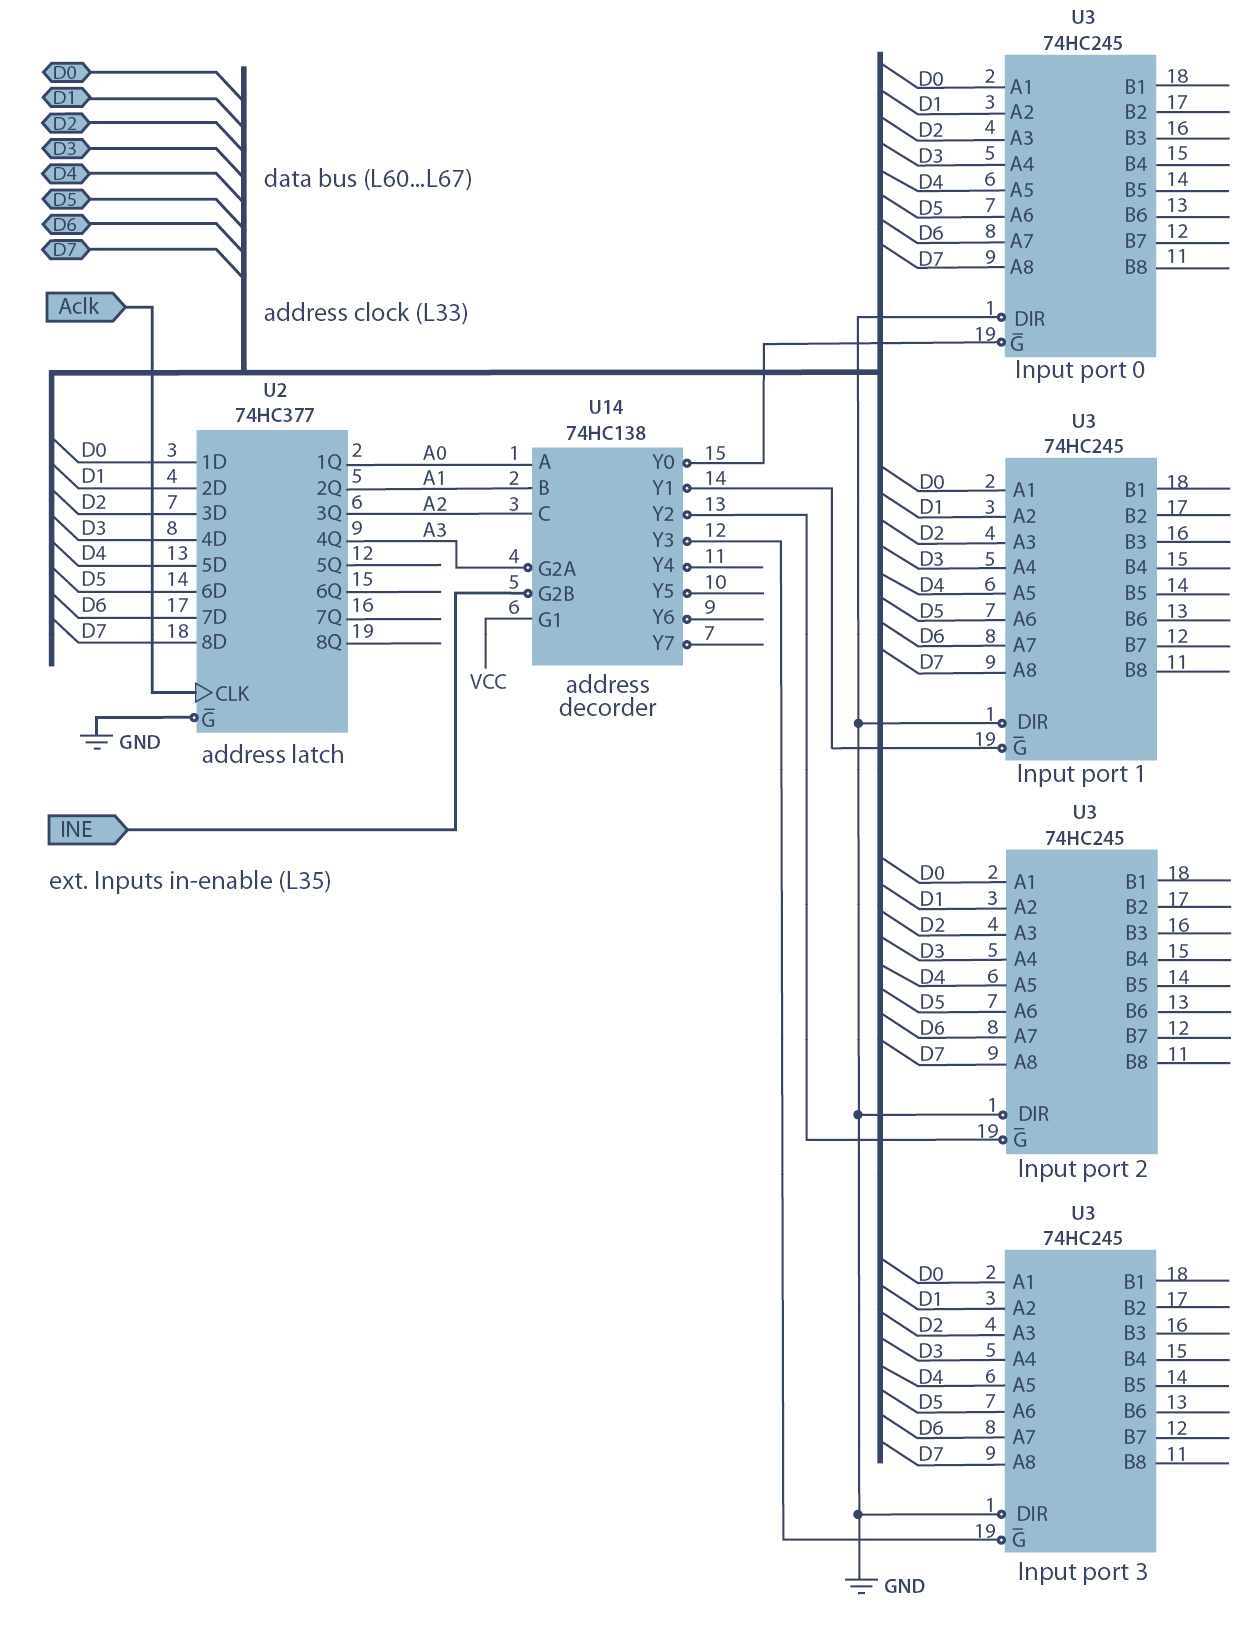 D0
D1
D2
D3
D4
D5
D6
D7
data bus (L60...L67)
Aclk
address clock (L33)
U2
74HC377
D0 3 1D 1Q 2 A0
D1 4 2D 2Q 5 A1
D2 7 3D 3Q 6 A2
D3 8 4D 4Q 9 A3
D4 13 5D 5Q 12
D5 14 6D 6Q 15
D6 17 7D 7Q 16
D7 18 8D 8Q 19
CLK
G
GND
address latch
INE
ext. Inputs in-enable (L35)
U14
74HC138
1 A Y0 15
2 B Y1 14
3 C Y2 13
Y3 12
4 G2A Y4 11
5 G2B Y5 10
6 G1 Y6 9
Y7 7
VCC
address
decorder
U3
74HC245
D0 2 A1 B1 18
D1 3 A2 B2 17
D2 4 A3 B3 16
D3 5 A4 B4 15
D4 6 A5 B5 14
D5 7 A6 B6 13
D6 8 A7 B7 12
D7 9 A8 B8 11
1 DIR
19 G
Input port 0
U3
74HC245
D0 2 A1 B1 18
D1 3 A2 B2 17
D2 4 A3 B3 16
D3 5 A4 B4 15
D4 6 A5 B5 14
D5 7 A6 B6 13
D6 8 A7 B7 12
D7 9 A8 B8 11
1 DIR
19 G
Input port 1
U3
74HC245
D0 2 A1 B1 18
D1 3 A2 B2 17
D2 4 A3 B3 16
D3 5 A4 B4 15
D4 6 A5 B5 14
D5 7 A6 B6 13
D6 8 A7 B7 12
D7 9 A8 B8 11
1 DIR
19 G
Input port 2
U3
74HC245
D0 2 A1 B1 18
D1 3 A2 B2 17
D2 4 A3 B3 16
D3 5 A4 B4 15
D4 6 A5 B5 14
D5 7 A6 B6 13
D6 8 A7 B7 12
D7 9 A8 B8 11
1 DIR
19 G
Input port 3
GND